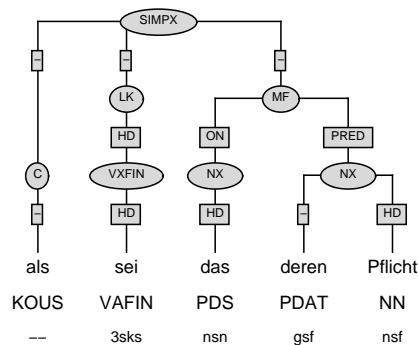 SIMPX
– – –
LK MF
HD ON PRED
C VXFIN NX NX
– HD HD – HD
als sei das deren Pflicht
KOUS VAFIN PDS PDAT NN
–– 3sks nsn gsf nsf